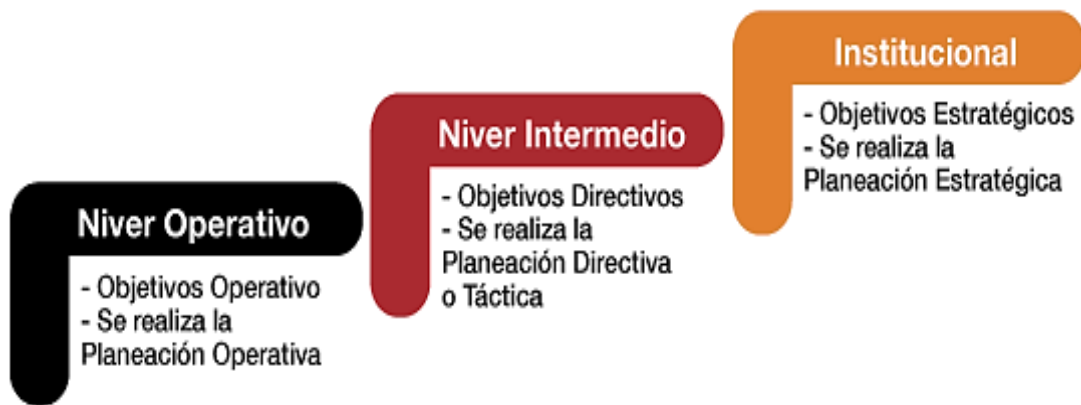 Institucional
- Objetivos Estratégicos
- Se realiza la
Planeación Estratégica
Niver Intermedio
- Objetivos Directivos
- Se realiza la
Planeación Directiva
o Táctica
Niver Operativo
- Objetivos Operativo
- Se realiza la
Planeación Operativa